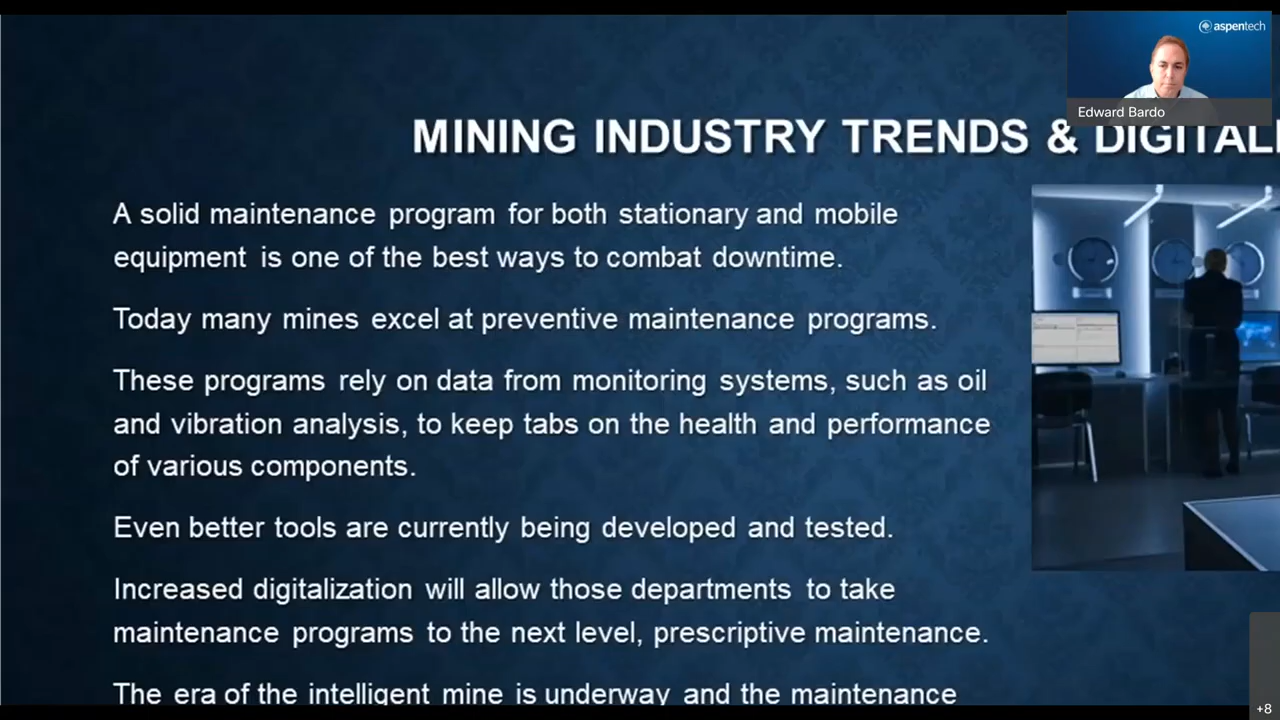 aspentech
Edward Bardo
MINING INDUSTRY TRENDS & DIGITAL
A solid maintenance program for both stationary and mobile
equipment is one of the best ways to combat downtime.
Today many mines excel at preventive maintenance programs.
These programs rely on data from monitoring systems, such as oil
and vibration analysis, to keep tabs on the health and performance
of various components.
Even better tools are currently being developed and tested.
Increased digitalization will allow those departments to take
maintenance programs to the next level, prescriptive maintenance.
The era of the intelligent mine is underway and the maintenance
+8